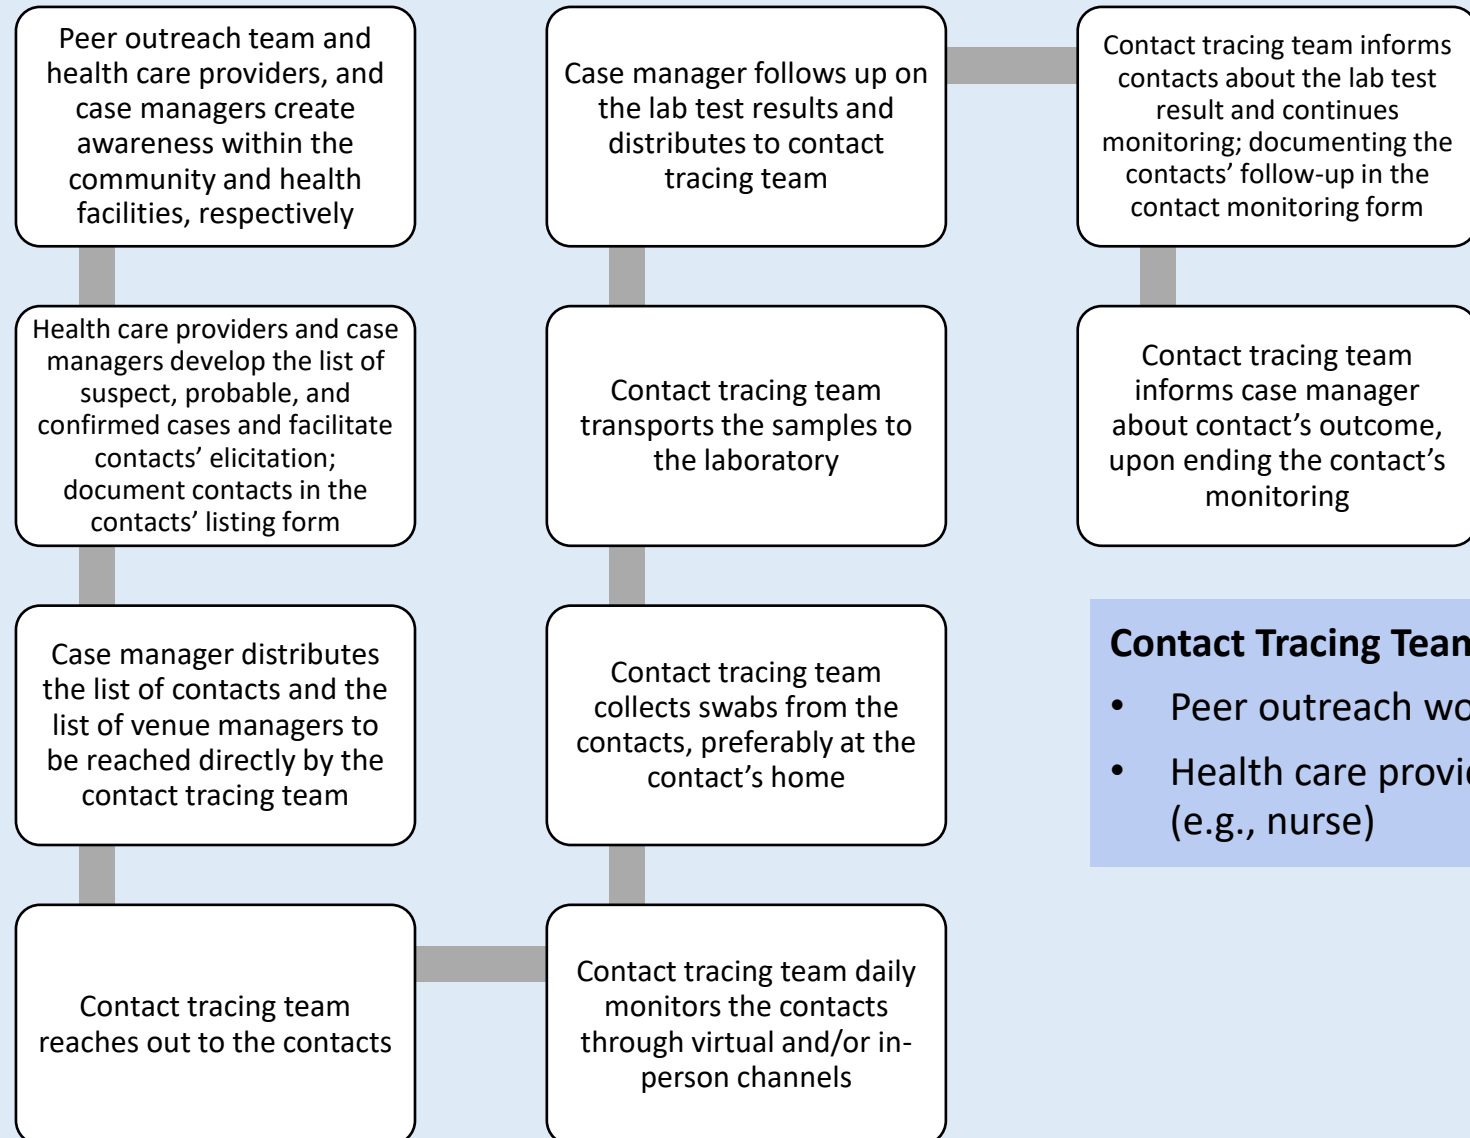 Peer outreach team and
health care providers, and
case managers create
awareness within the
community and health
facilities, respectively
Health care providers and case
managers develop the list of
suspect, probable, and
confirmed cases and facilitate
contacts’ elicitation;
document contacts in the
contacts’ listing form
Case manager distributes
the list of contacts and the
list of venue managers to
be reached directly by the
contact tracing team
Contact tracing team
reaches out to the contacts
Contact tracing team daily
monitors the contacts
through virtual and/or in-
person channels
Contact tracing team
collects swabs from the
contacts, preferably at the
contact’s home
Contact tracing team
transports the samples to
the laboratory
Case manager follows up on
the lab test results and
distributes to contact
tracing team
Contact tracing team informs
contacts about the lab test
result and continues
monitoring; documenting the
contacts’ follow-up in the
contact monitoring form
Contact tracing team
informs case manager
about contact’s outcome,
upon ending the contact’s
monitoring
Contact Tracing
• Peer outreach
• Health care
(e.g., nurse)